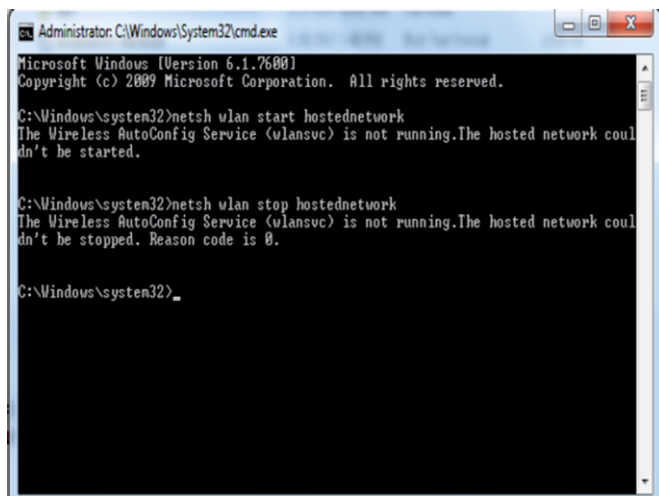 Administrator: C:\Windows\System32\cmd.exe
Microsoft Windows [Version 6.1.7600]
Copyright (c) 2009 Microsoft Corporation.  All rights reserved.
C:\Windows\system32>netsh wlan start hostednetwork
The Wireless AutoConfig Service (wlansvc) is not running.The hosted network coul
dn't be started.
C:\Windows\system32>netsh wlan stop hostednetwork
The Wireless AutoConfig Service (wlansvc) is not running.The hosted network coul
dn't be stopped. Reason code is 0.
C:\Windows\system32>_